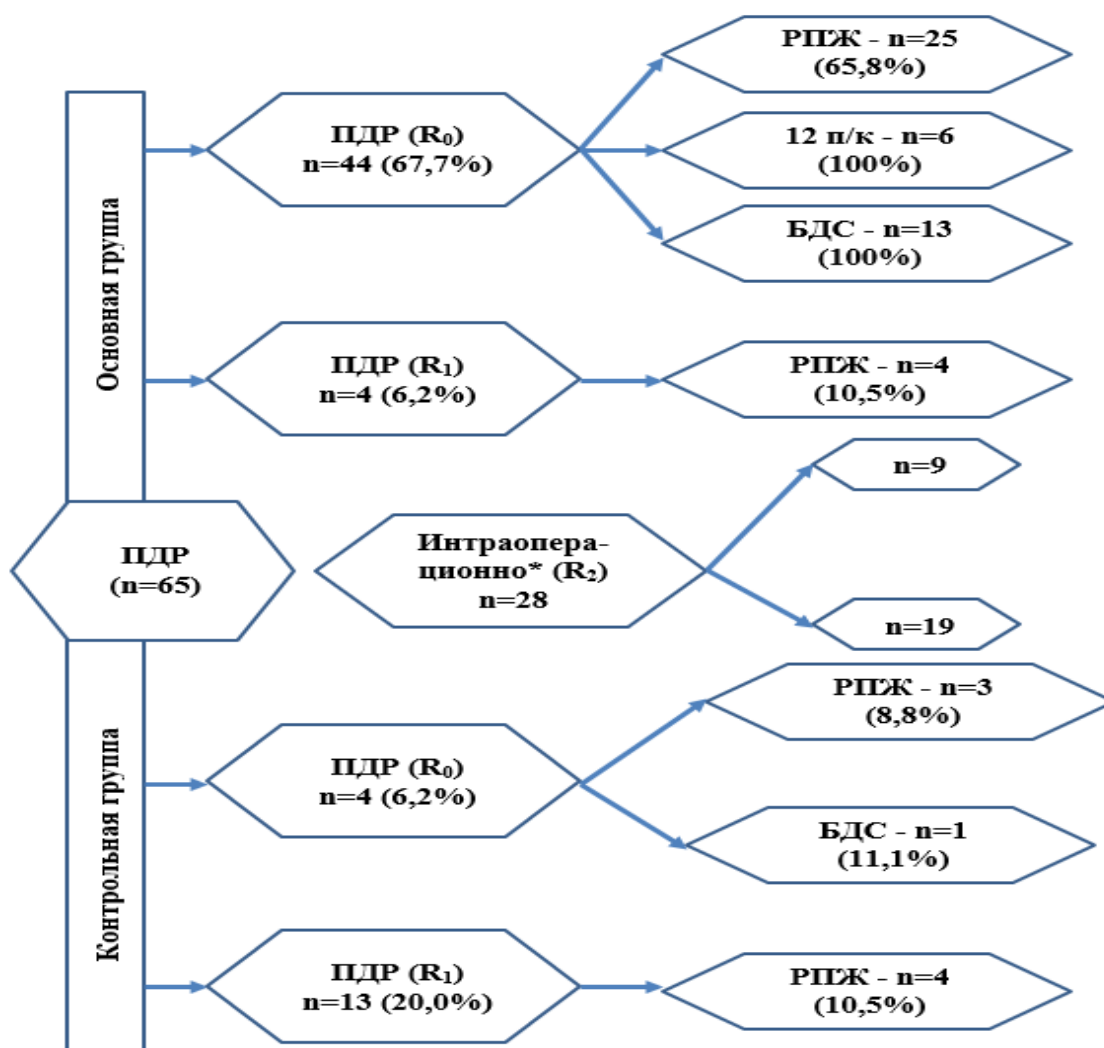 Основная группа
ПДР (R₀)
n=44 (67,7%)
РПЖ - n=25
(65,8%)
12 п/к - n=6
(100%)
БДС - n=13
(100%)
ПДР (R₁)
n=4 (6,2%)
РПЖ - n=4
(10,5%)
ПДР
(n=65)
Интраопера-
ционно* (R₂)
n=28
n=9
n=19
Контрольная группа
ПДР (R₀)
n=4 (6,2%)
РПЖ - n=3
(8,8%)
БДС - n=1
(11,1%)
ПДР (R₁)
n=13 (20,0%)
РПЖ - n=4
(10,5%)